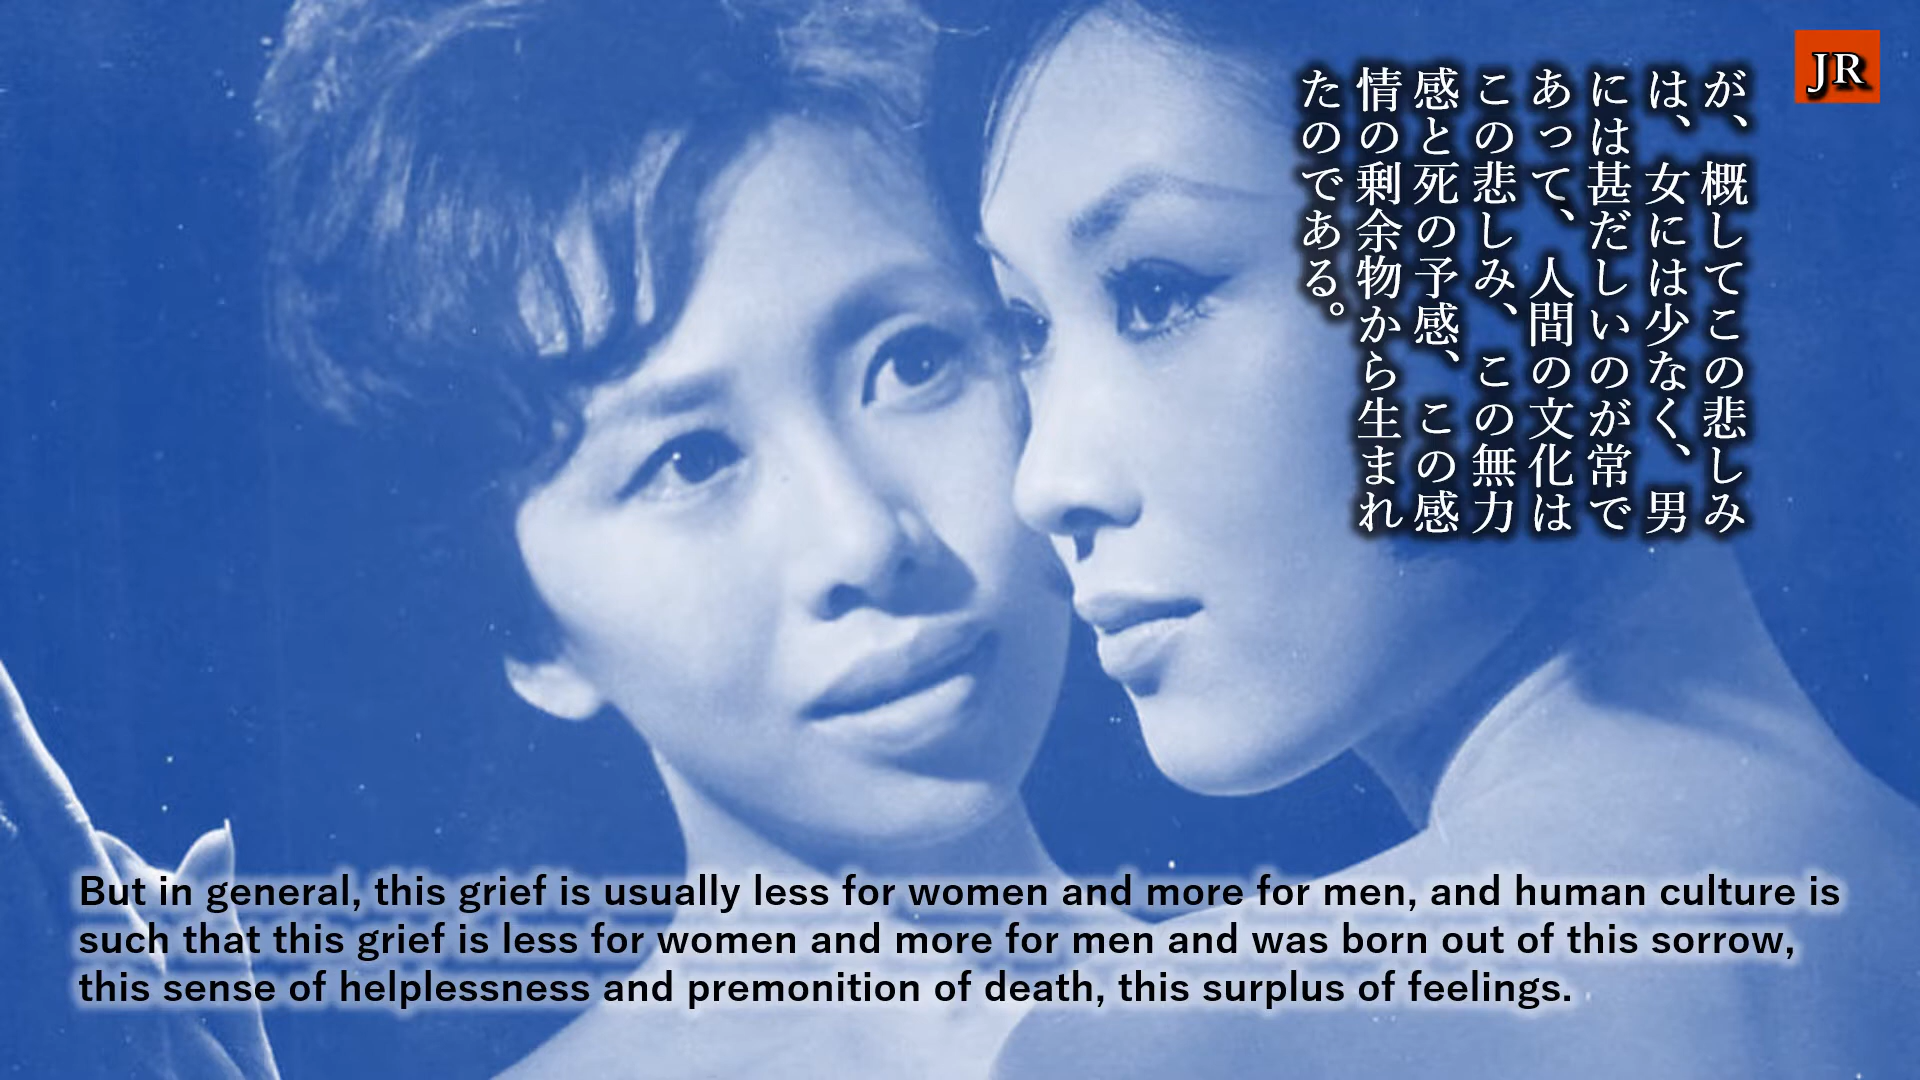 JR
が、概してこの悲しみ
は、女には少なく、男
には甚だしいのが常で
あって、人間の文化は
この悲しみ、この無力
感と死の予感、この感
情の剰余物から生まれ
たのである。
But in general, this grief is usually less for women and more for men, and human culture is
such that this grief is less for women and more for men and was born out of this sorrow,
this sense of helplessness and premonition of death, this surplus of feelings.